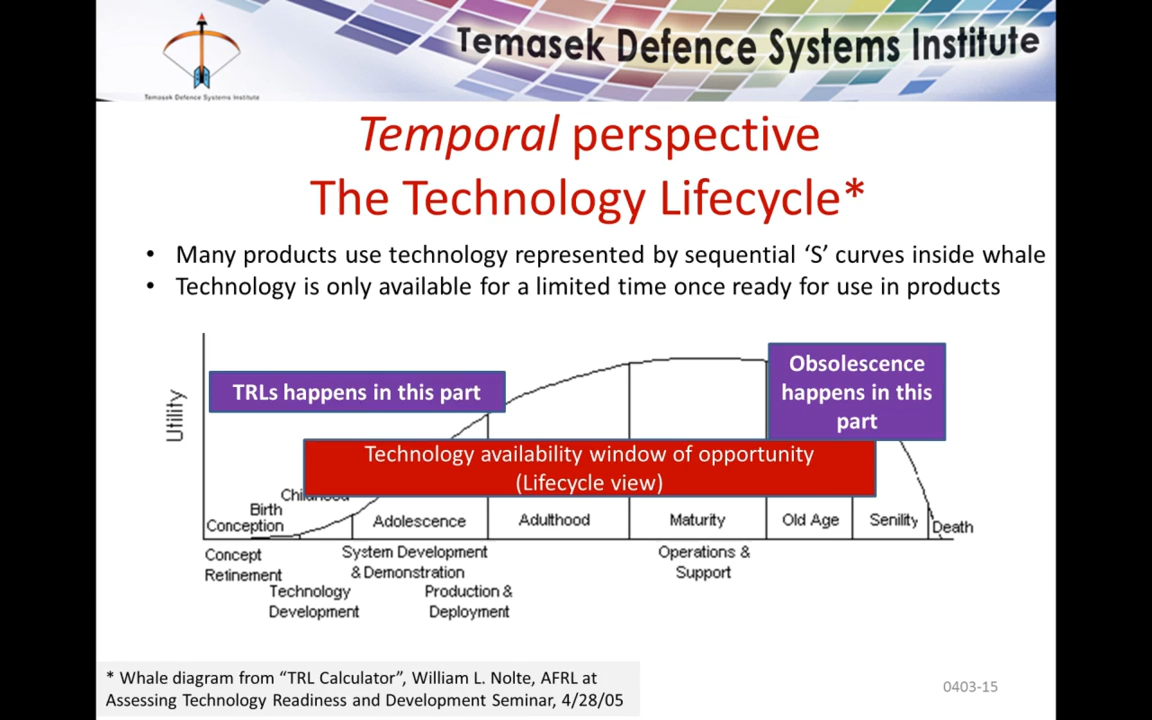 Temasek Defence Systems Institute
Temasek Defence Systems Institute
Temporal perspective
The Technology Lifecycle*
• Many products use technology represented by sequential ‘S’ curves inside whale
• Technology is only available for a limited time once ready for use in products
Utility
TRLs happens in this part
Obsolescence
happens in this
part
Technology availability window of opportunity
(Lifecycle view)
Childhood
Birth
Conception
Adolescence
Adulthood
Maturity
Old Age
Senility
Death
Concept
Refinement
System Development
& Demonstration
Operations &
Support
Technology
Development
Production &
Deployment
* Whale diagram from “TRL Calculator”, William L. Nolte, AFRL at
Assessing Technology Readiness and Development Seminar, 4/28/05
0403-15